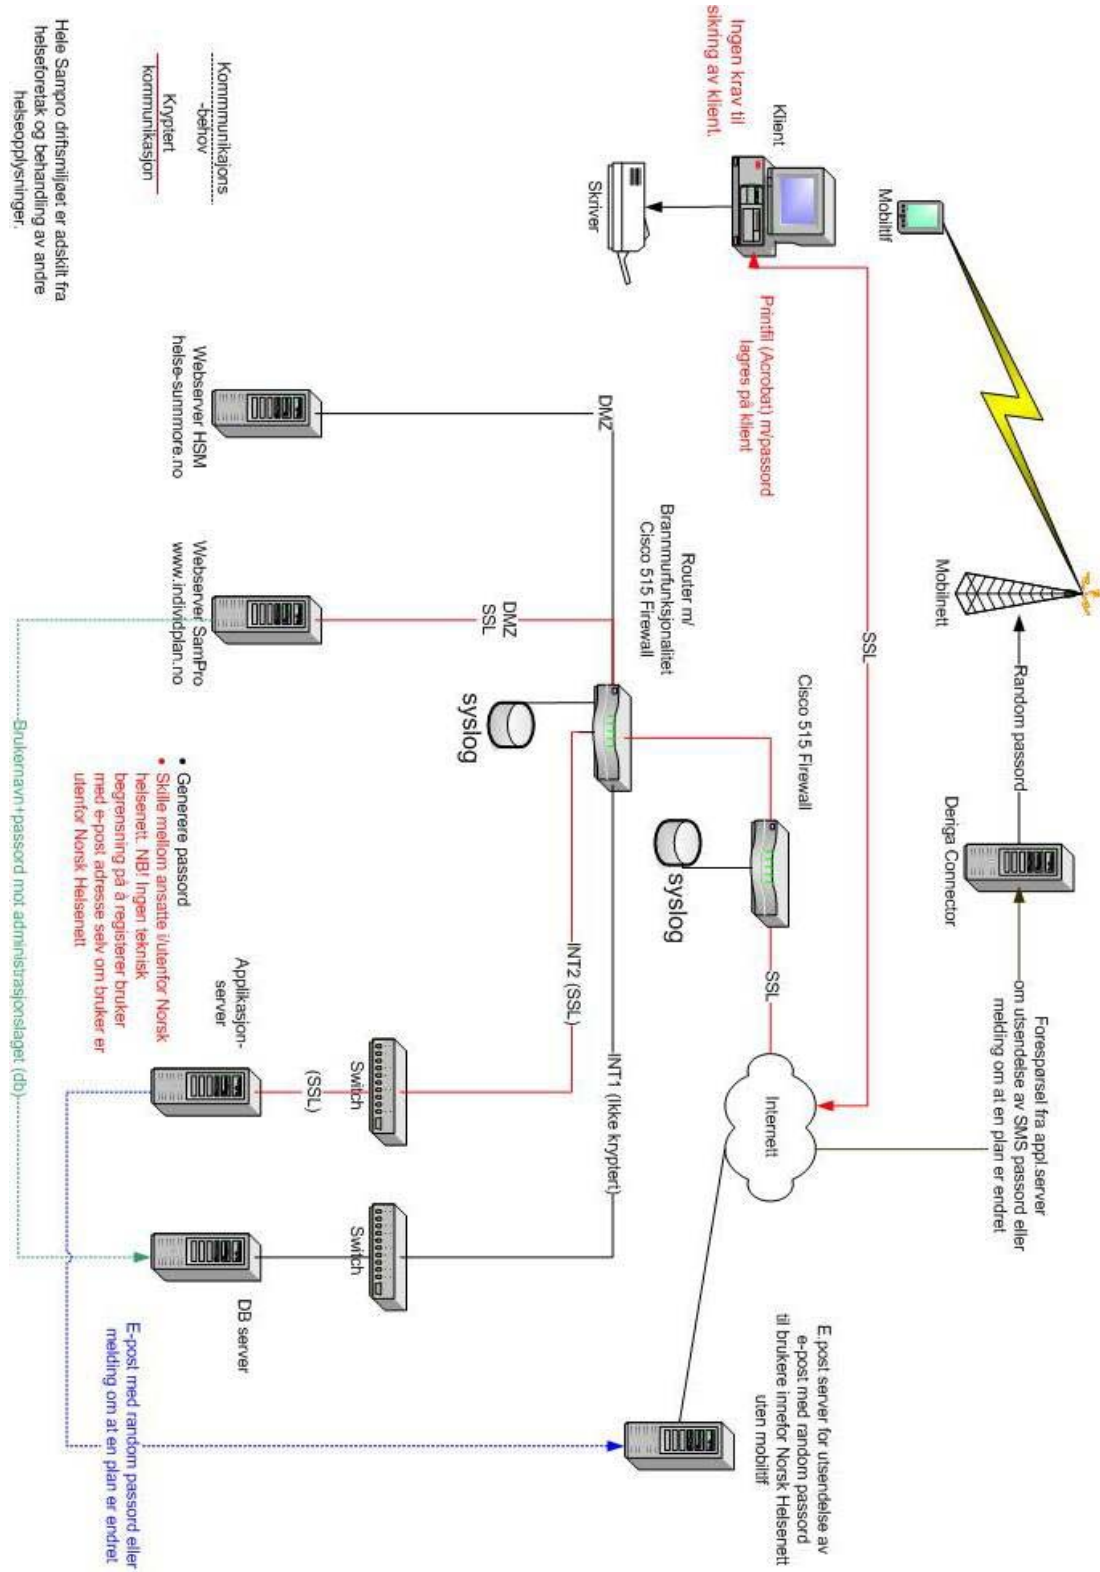 Mobiltlf
Mobilnett
Random passord
Deriga Connector
Forespørsel fra appl.server
om utsendelse av SMS passord eller
melding om at en plan er endret
Klient
Ingen krav til
sikring av klient.
Skriver
Printfil (Acrobat) m/passord
lagres på klient
SSL
Cisco 515 Firewall
syslog
SSL
Internett
E.post server for utsendelse av
e-post med random passord
til brukere innefor Norsk Helsenett
uten mobiltlf
Router m/
Brannmurfunksjonalitet
Cisco 515 Firewall
syslog
DMZ
DMZ
SSL
INT2 (SSL)
INT1 (Ikke kryptert)
Webserver HSM
helse-sunnmore.no
Webserver SamPro
www.individplan.no
Switch
(SSL)
Applikasjon-
server
Switch
DB server
• Generere passord
• Skille mellom ansatte i/utenfor Norsk
helsenett. NB! Ingen teknisk
begrensning på å registerer bruker
med e-post adresse selv om bruker er
utenfor Norsk Helsenett
Brukernavn+passord mot administrasjonslaget (db)
E-post med random passord eller
melding om at en plan er endret
Kommmunikajons
-behov
Kryptert
kommunikasjon
Hele Sampro driftsmiljøet er adskilt fra
helseforetak og behandling av andre
helseopplysninger.